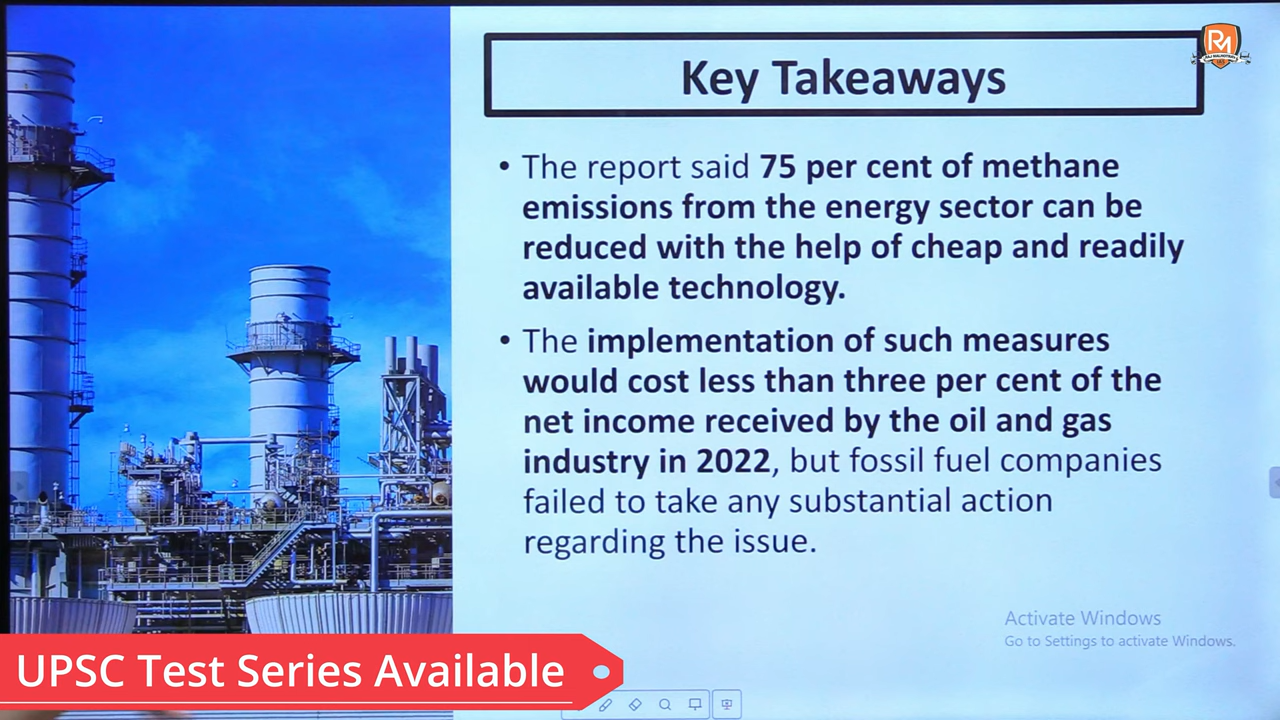 Key Takeaways
• The report said 75 per cent of methane
emissions from the energy sector can be
reduced with the help of cheap and readily
available technology.
• The implementation of such measures
would cost less than three per cent of the
net income received by the oil and gas
industry in 2022, but fossil fuel companies
failed to take any substantial action
regarding the issue.
Activate Windows
Go to Settings to activate Windows.
UPSC Test Series Available